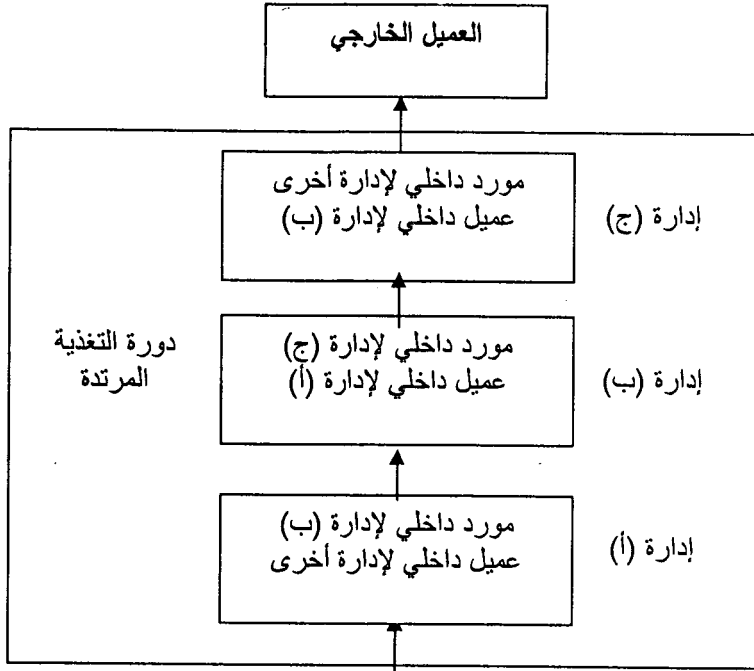 العميل الخارجي
مورد داخلي لإدارة أخرى
عميل داخلي لإدارة (ب)
إدارة (ج)
مورد داخلي لإدارة (ج)
عميل داخلي لإدارة (أ)
إدارة (ب)
دورة التغذية
المرتدة
مورد داخلي لإدارة (ب)
عميل داخلي لإدارة أخرى
إدارة (أ)